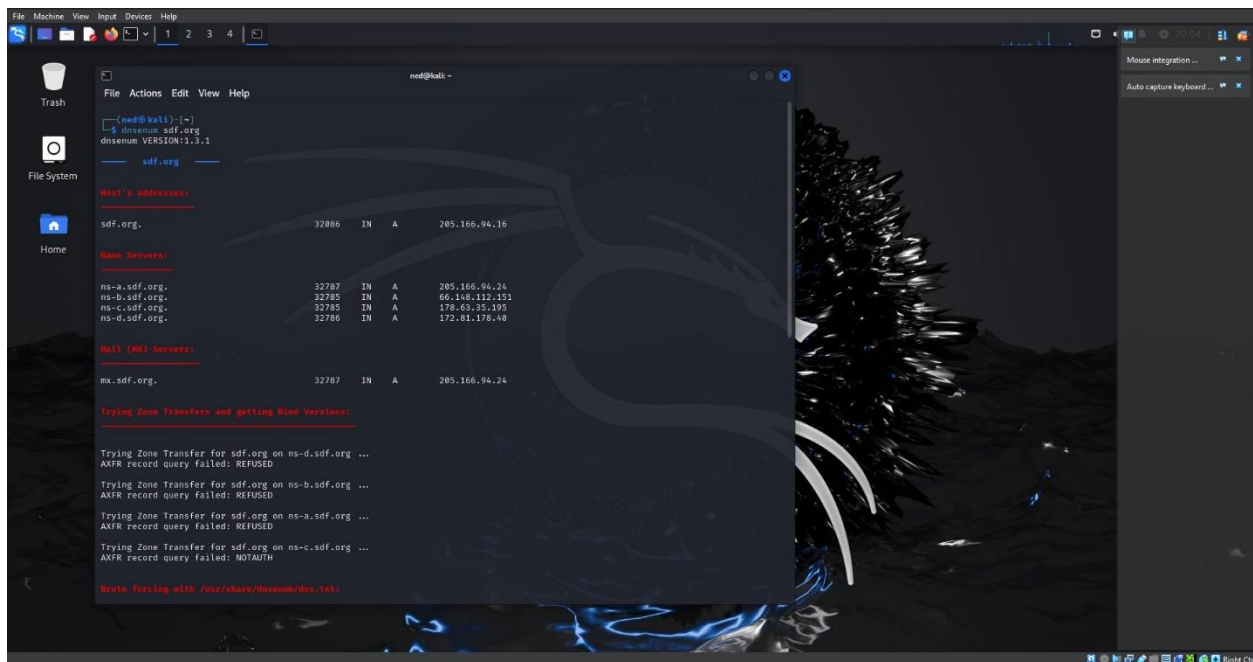 File Machine View Input Devices Help
1 2 3 4
20:04
Mouse integration ...
Auto capture keyboard ...
Trash
File System
Home
ned@kali: ~
File Actions Edit View Help
(ned㉿kali)-[~]
$ dnsenum sdf.org
dnsenum VERSION:1.3.1
sdf.org
Host's addresses:
sdf.org. 32086 IN A 205.166.94.16
Name Servers:
ns-a.sdf.org. 32787 IN A 205.166.94.24
ns-b.sdf.org. 32785 IN A 66.148.112.151
ns-c.sdf.org. 32785 IN A 178.63.35.195
ns-d.sdf.org. 32786 IN A 172.81.178.40
Mail (MX) Servers:
mx.sdf.org. 32787 IN A 205.166.94.24
Trying Zone Transfers and getting Bind Versions:
Trying Zone Transfer for sdf.org on ns-d.sdf.org ...
AXFR record query failed: REFUSED
Trying Zone Transfer for sdf.org on ns-b.sdf.org ...
AXFR record query failed: REFUSED
Trying Zone Transfer for sdf.org on ns-a.sdf.org ...
AXFR record query failed: REFUSED
Trying Zone Transfer for sdf.org on ns-c.sdf.org ...
AXFR record query failed: NOTAUTH
Brute forcing with /usr/share/dnsenum/dns.txt:
Right